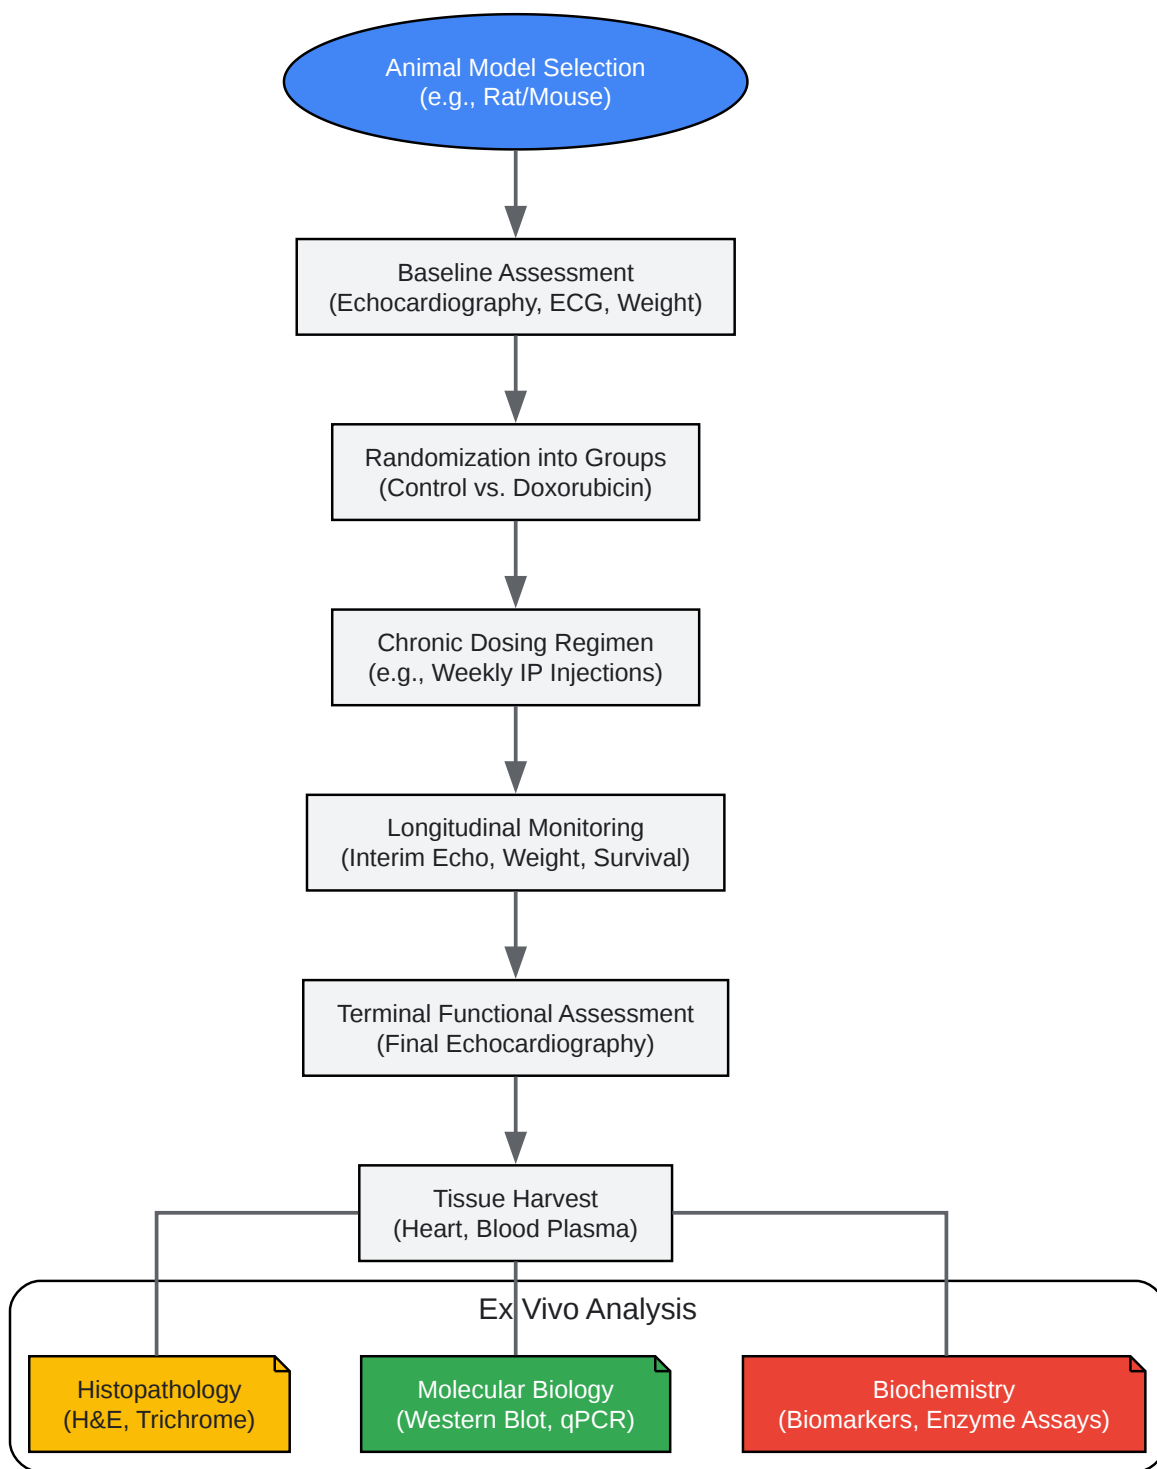 Animal Model Selection
(e.g., Rat/Mouse)
Baseline Assessment
(Echocardiography, ECG, Weight)
Randomization into Groups
(Control vs. Doxorubicin)
Chronic Dosing Regimen
(e.g., Weekly IP Injections)
Longitudinal Monitoring
(Interim Echo, Weight, Survival)
Terminal Functional Assessment
(Final Echocardiography)
Tissue Harvest
(Heart, Blood Plasma)
Ex Vivo Analysis
Histopathology
(H&E, Trichrome)
Molecular Biology
(Western Blot, qPCR)
Biochemistry
(Biomarkers, Enzyme Assays)